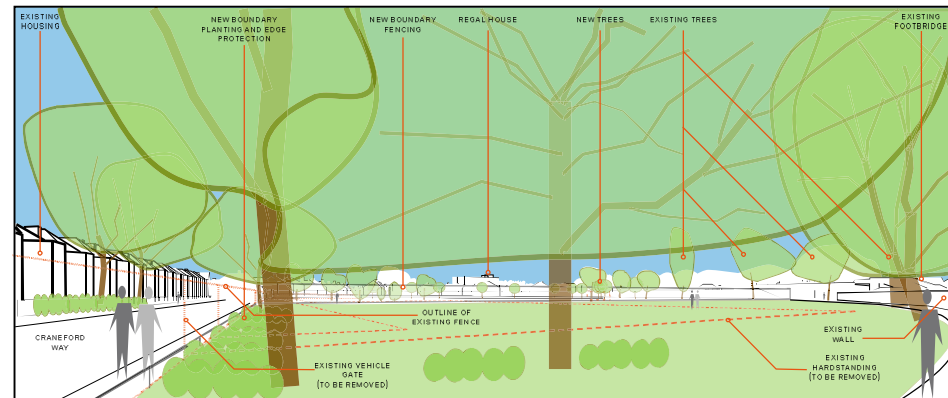 EXISTING
HOUSING
NEW BOUNDARY
PLANTING AND EDGE
PROTECTION
NEW BOUNDARY
FENCING
REGAL HOUSE
NEW TREES
EXISTING TREES
EXISTING
FOOTBRIDGE
OUTLINE OF
EXISTING FENCE
CRANEFORD
WAY
EXISTING VEHICLE
GATE
(TO BE REMOVED)
EXISTING
WALL
EXISTING
HARDSTANDING
(TO BE REMOVED)